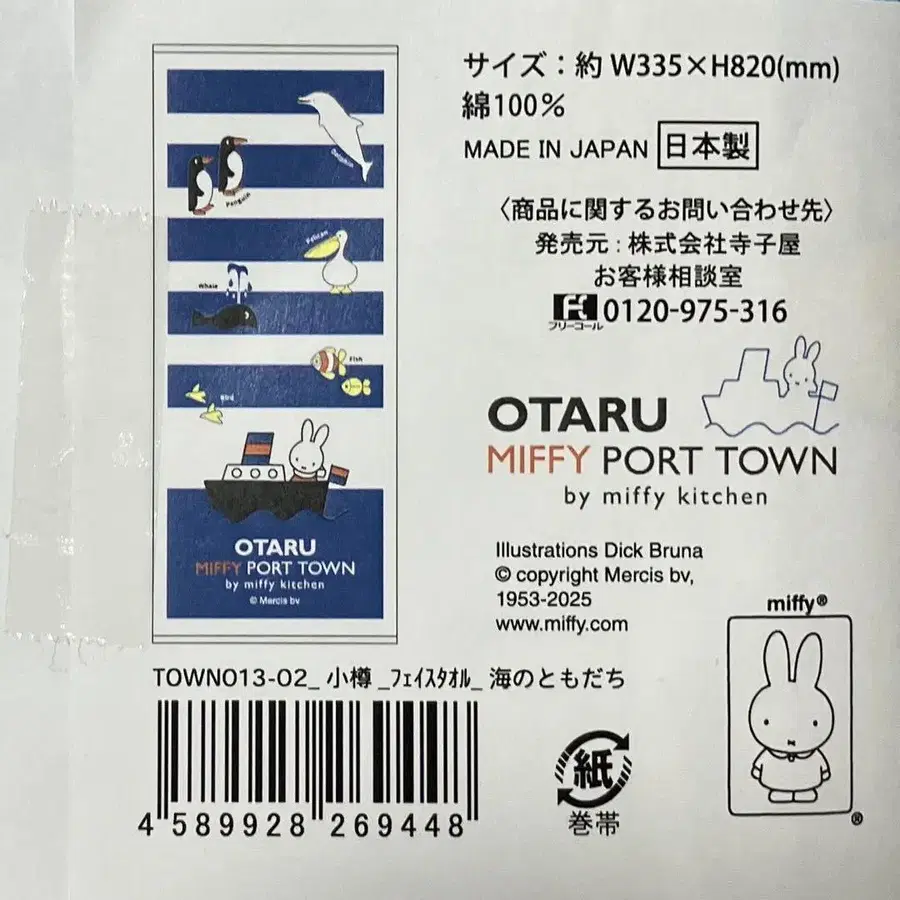 サイズ：約 W335×H820(mm)
綿100%
MADE IN JAPAN 日本製
〈商品に関するお問い合わせ先〉
発売元：株式会社寺子屋
お客様相談室
フリーコール 0120-975-316
OTARU
MIFFY PORT TOWN
by miffy kitchen
Illustrations Dick Bruna
© copyright Mercis bv,
1953-2025
www.miffy.com
miffy®
®
Dolphin
Penguin
Pelican
Whale
Fish
Bird
OTARU
MIFFY PORT TOWN
by miffy kitchen
© Mercis bv
TOWN013-02_ 小樽 _ﾌｪｲｽﾀｵﾙ_ 海のともだち
4 589928 269448
紙
巻帯